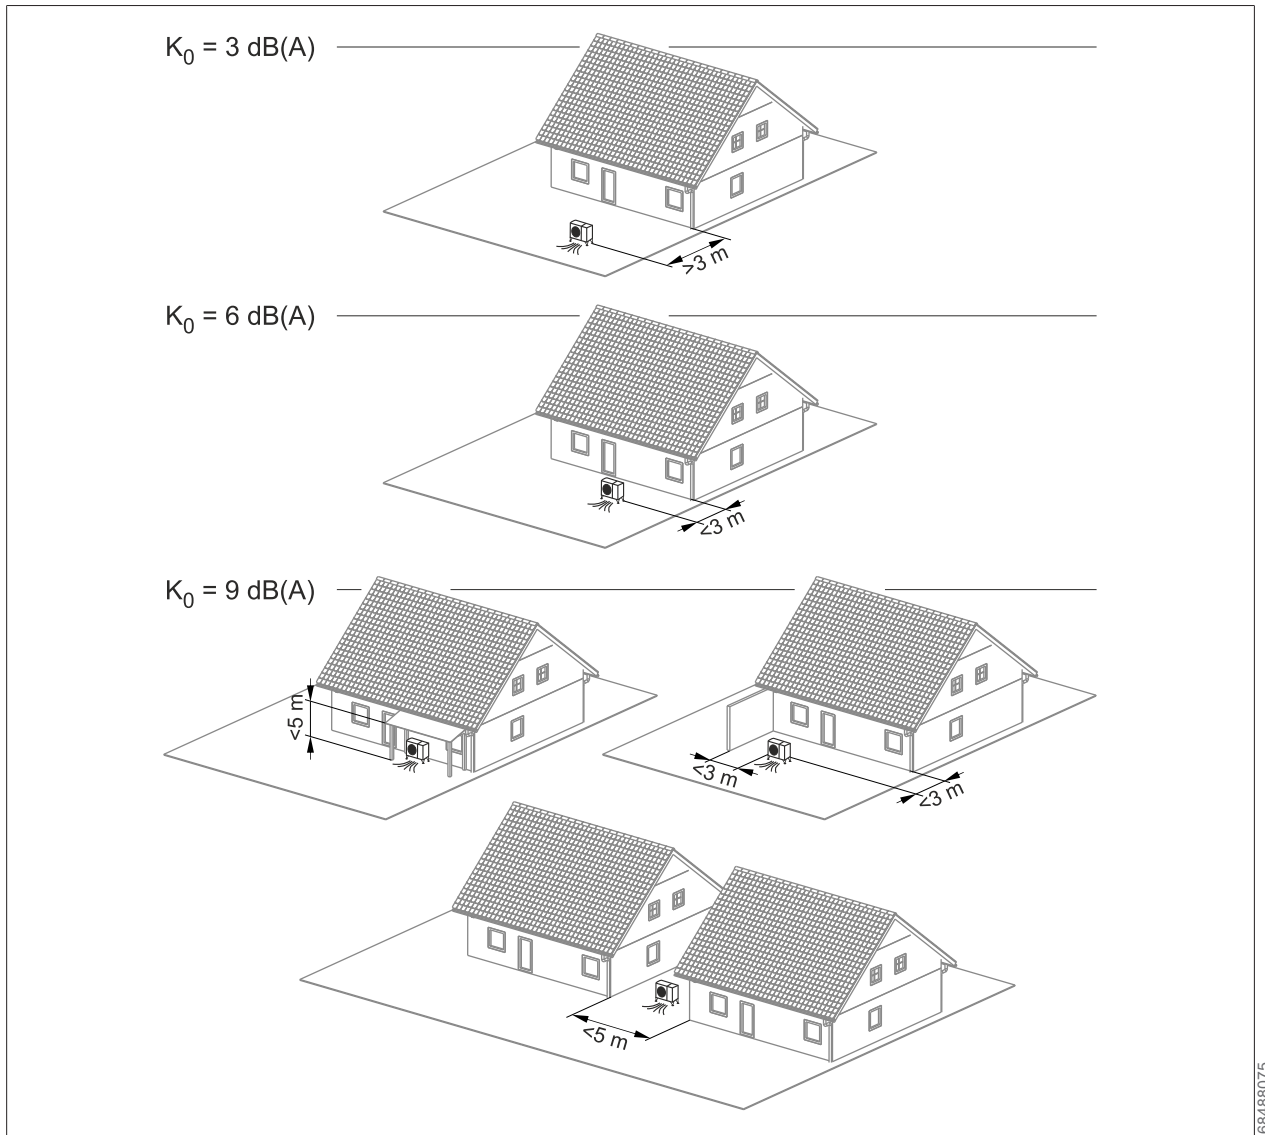 K₀ = 3 dB(A)
>3 m
K₀ = 6 dB(A)
<3 m
K₀ = 9 dB(A)
<5 m
<3 m
<3 m
<5 m
68488075